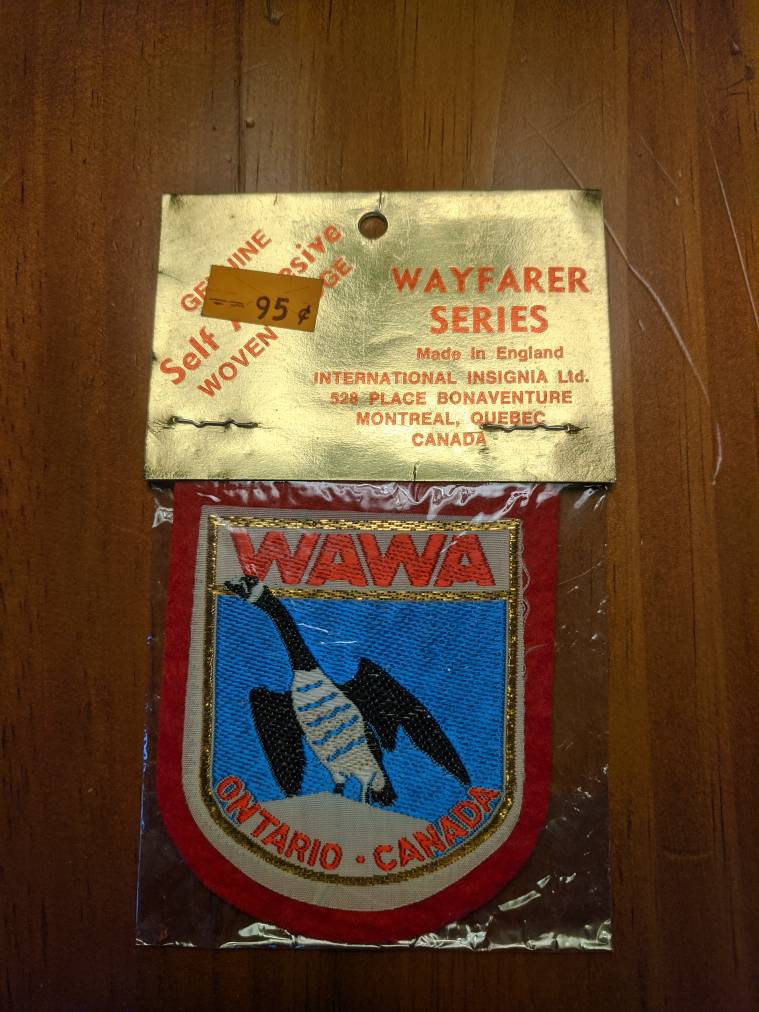 GENUINE
Self Adhesive
WOVEN BADGE
95 ¢
WAYFARER
SERIES
Made in England
INTERNATIONAL INSIGNIA Ltd.
528 PLACE BONAVENTURE
MONTREAL, QUEBEC
CANADA
WAWA
ONTARIO · CANADA